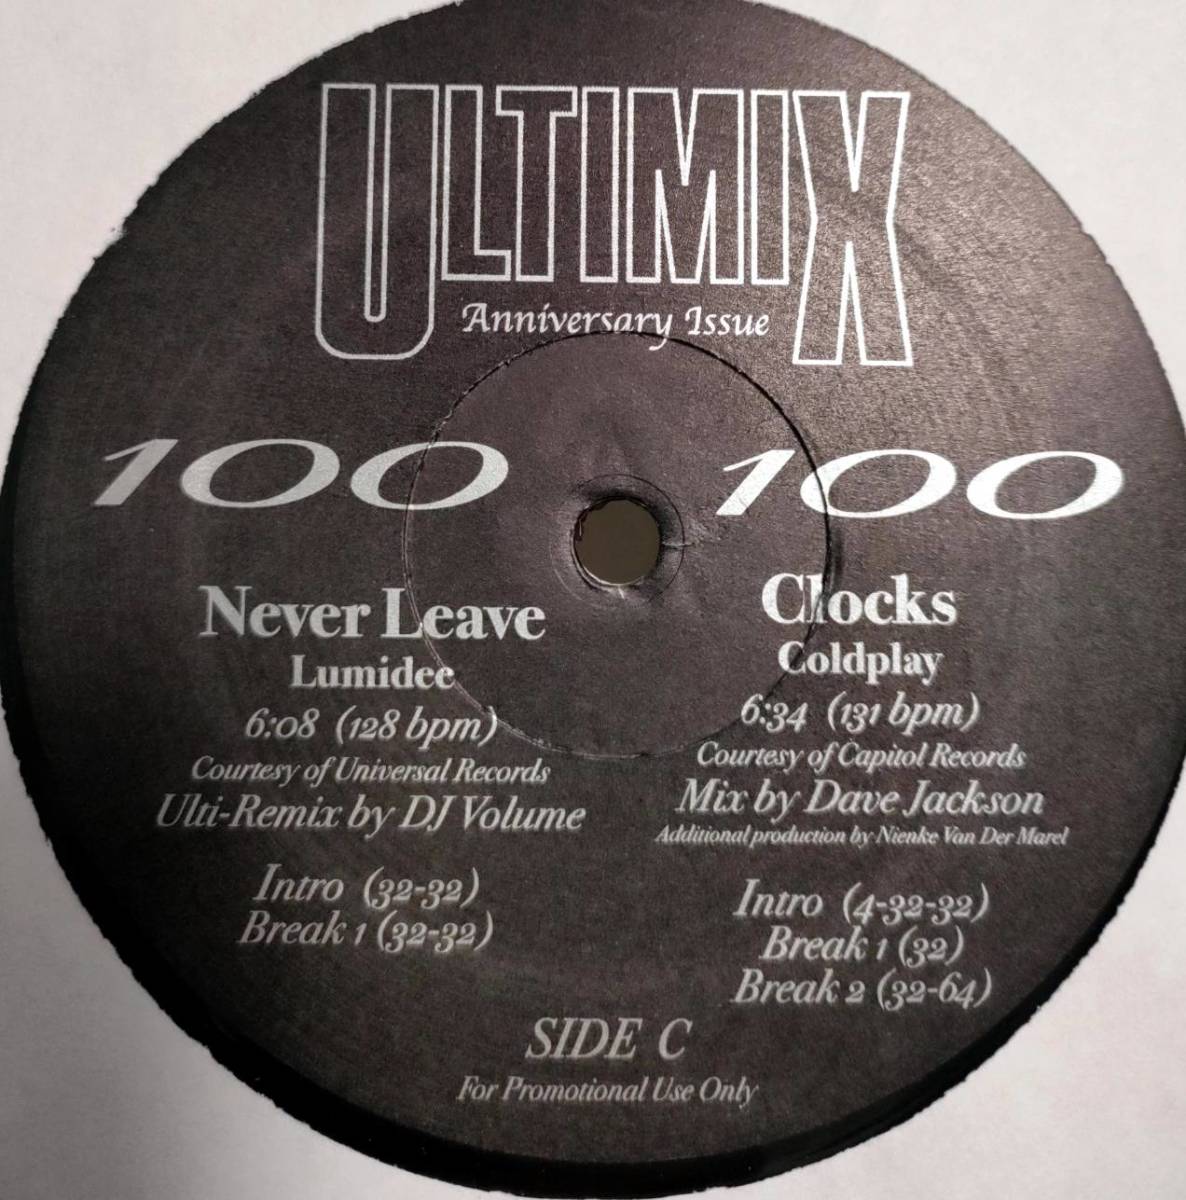 ULTIMIX
Anniversary Issue
100
100
Never Leave
Lumidee
6:08 (128 bpm)
Courtesy of Universal Records
Ulti-Remix by DJ Volume
Intro (32-32)
Break 1 (32-32)
Clocks
Coldplay
6:34 (131 bpm)
Courtesy of Capitol Records
Mix by Dave Jackson
Additional production by Nienke Van Der Marel
Intro (4-32-32)
Break 1 (32)
Break 2 (32-64)
SIDE C
For Promotional Use Only